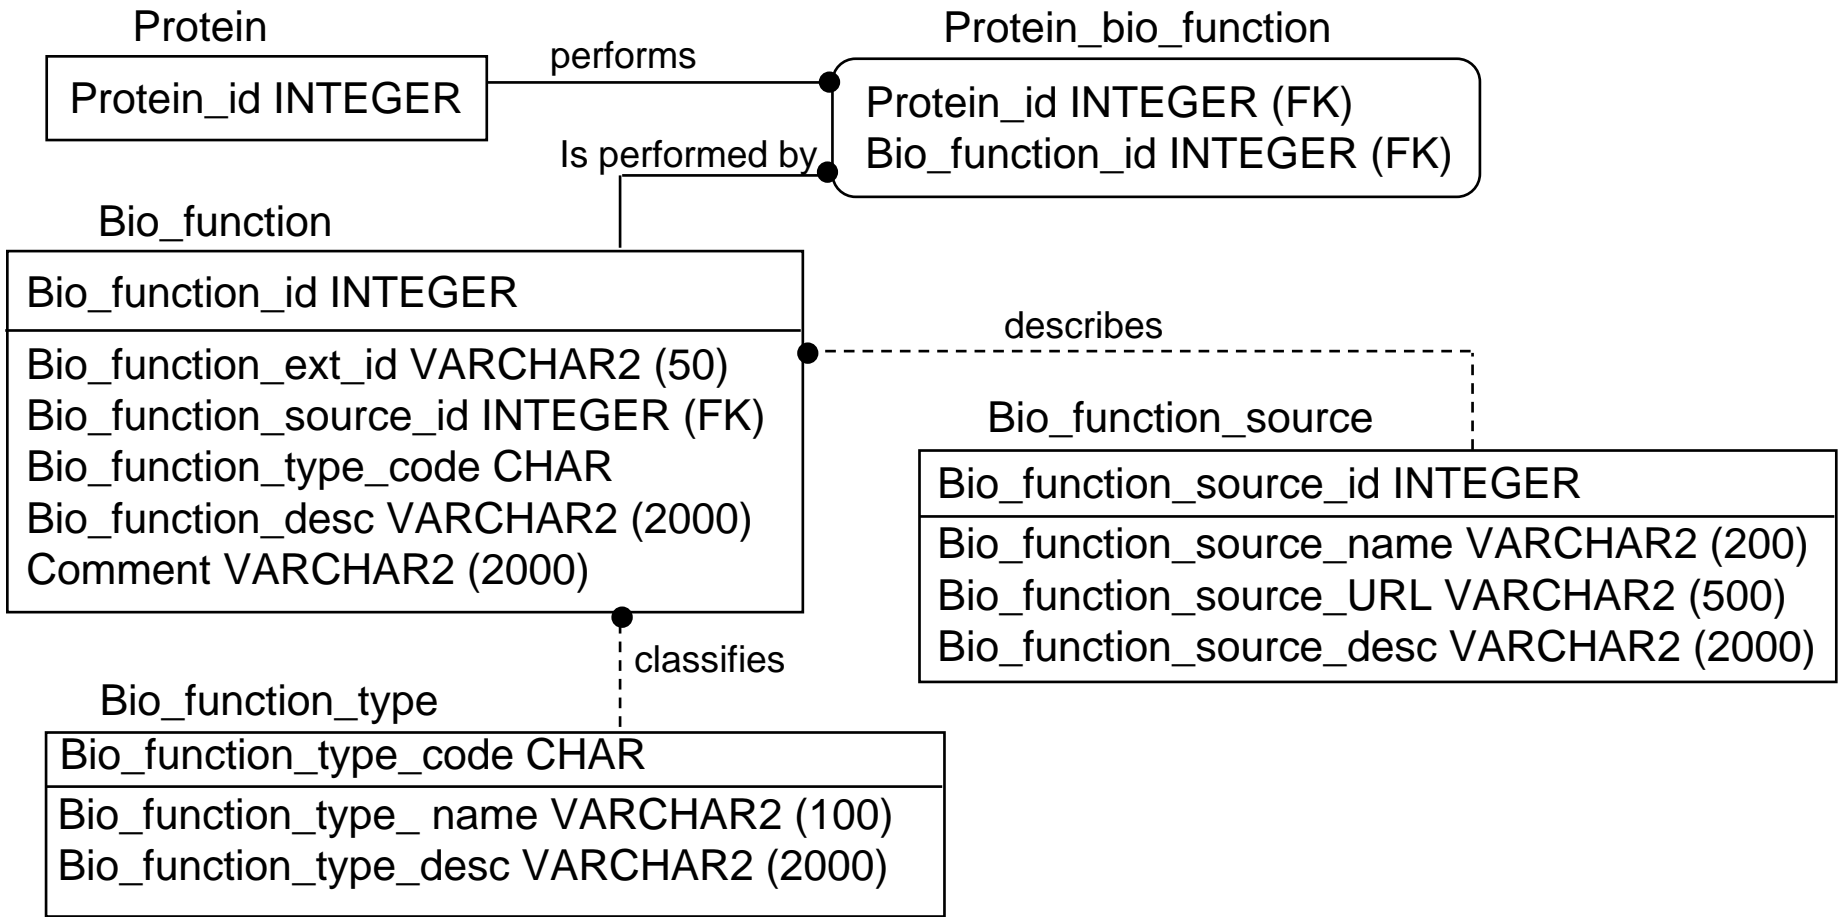 Protein
Protein_id INTEGER
performs
Protein_bio_function
Protein_id INTEGER (FK)
Bio_function_id INTEGER (FK)
Is performed by
Bio_function
Bio_function_id INTEGER
Bio_function_ext_id VARCHAR2 (50)
Bio_function_source_id INTEGER (FK)
Bio_function_type_code CHAR
Bio_function_desc VARCHAR2 (2000)
Comment VARCHAR2 (2000)
describes
Bio_function_source
Bio_function_source_id INTEGER
Bio_function_source_name VARCHAR2 (200)
Bio_function_source_URL VARCHAR2 (500)
Bio_function_source_desc VARCHAR2 (2000)
classifies
Bio_function_type
Bio_function_type_code CHAR
Bio_function_type_ name VARCHAR2 (100)
Bio_function_type_desc VARCHAR2 (2000)